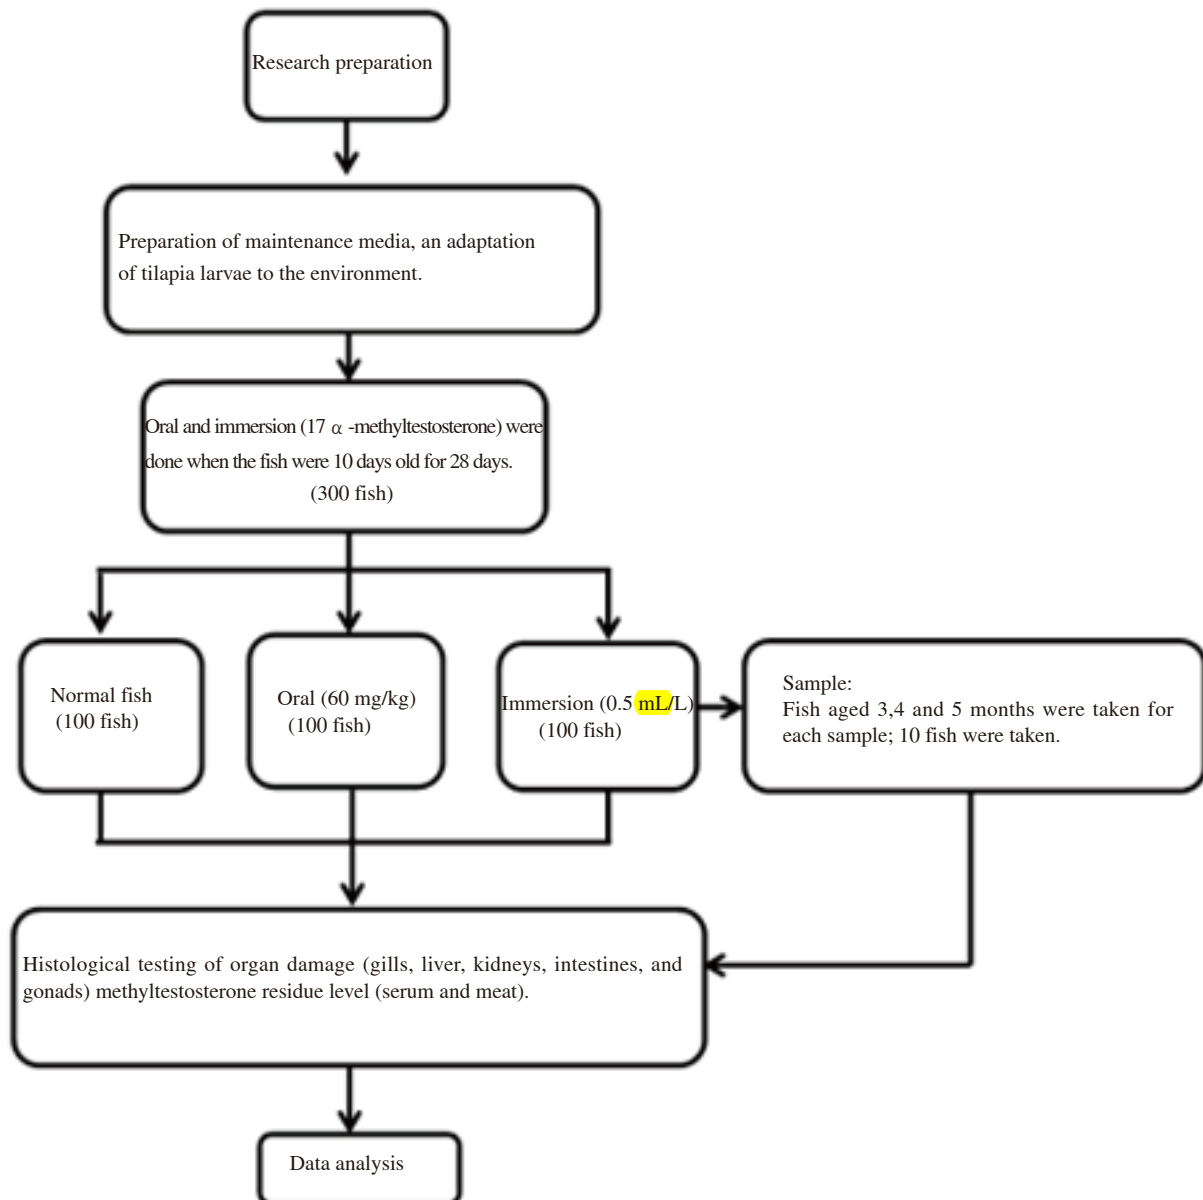 Research preparation
Preparation of maintenance media, an adaptation
of tilapia larvae to the environment.
Oral and immersion (17 α -methyltestosterone) were
done when the fish were 10 days old for 28 days.
(300 fish)
Normal fish
(100 fish)
Oral (60 mg/kg)
(100 fish)
Immersion (0.5 mL/L)
(100 fish)
Sample:
Fish aged 3,4 and 5 months were taken for
each sample; 10 fish were taken.
Histological testing of organ damage (gills, liver, kidneys, intestines, and
gonads) methyltestosterone residue level (serum and meat).
Data analysis